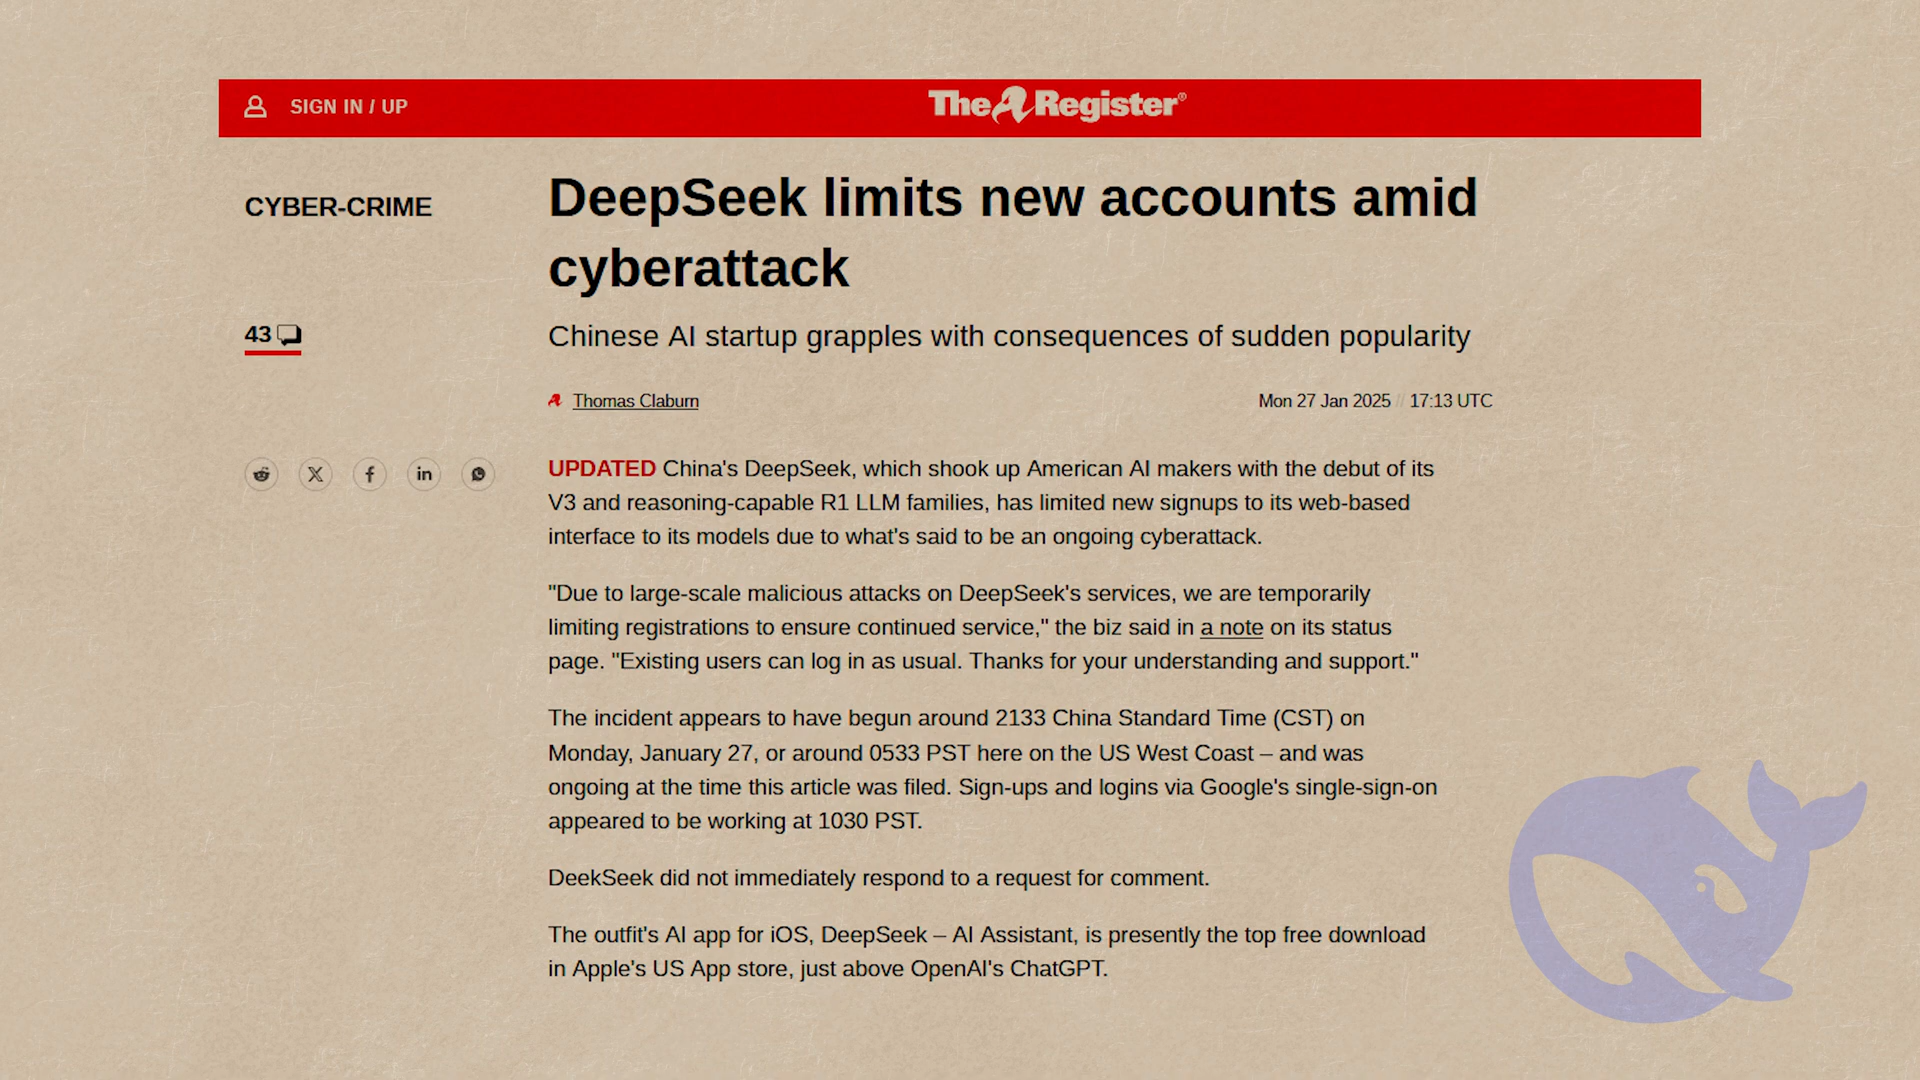 SIGN IN / UP
The Register®
CYBER-CRIME
DeepSeek limits new accounts amid
cyberattack
43
Chinese AI startup grapples with consequences of sudden popularity
Thomas Claburn
Mon 27 Jan 2025 // 17:13 UTC
UPDATED China's DeepSeek, which shook up American AI makers with the debut of its
V3 and reasoning-capable R1 LLM families, has limited new signups to its web-based
interface to its models due to what's said to be an ongoing cyberattack.
"Due to large-scale malicious attacks on DeepSeek's services, we are temporarily
limiting registrations to ensure continued service," the biz said in a note on its status
page. "Existing users can log in as usual. Thanks for your understanding and support."
The incident appears to have begun around 2133 China Standard Time (CST) on
Monday, January 27, or around 0533 PST here on the US West Coast – and was
ongoing at the time this article was filed. Sign-ups and logins via Google's single-sign-on
appeared to be working at 1030 PST.
DeekSeek did not immediately respond to a request for comment.
The outfit's AI app for iOS, DeepSeek – AI Assistant, is presently the top free download
in Apple's US App store, just above OpenAI's ChatGPT.